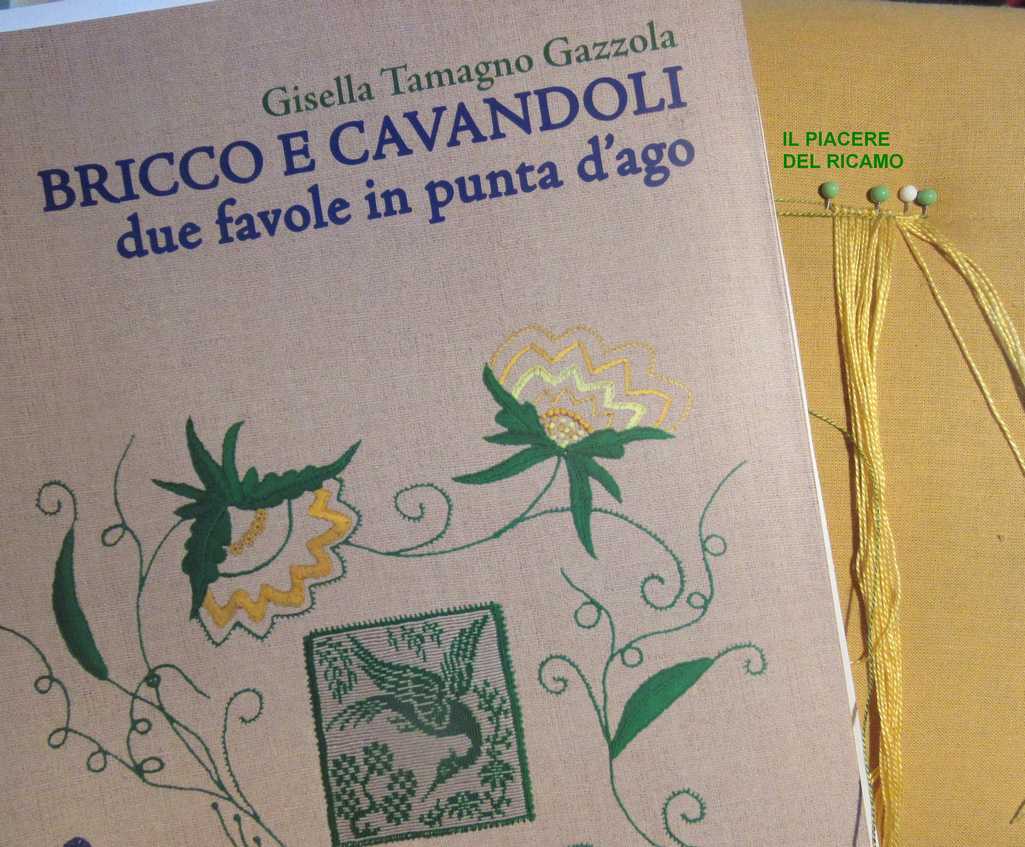 Gisella Tamagno Gazzola
BRICCO E CAVANDOLI
due favole in punta d'ago
IL PIACERE
DEL RICAMO